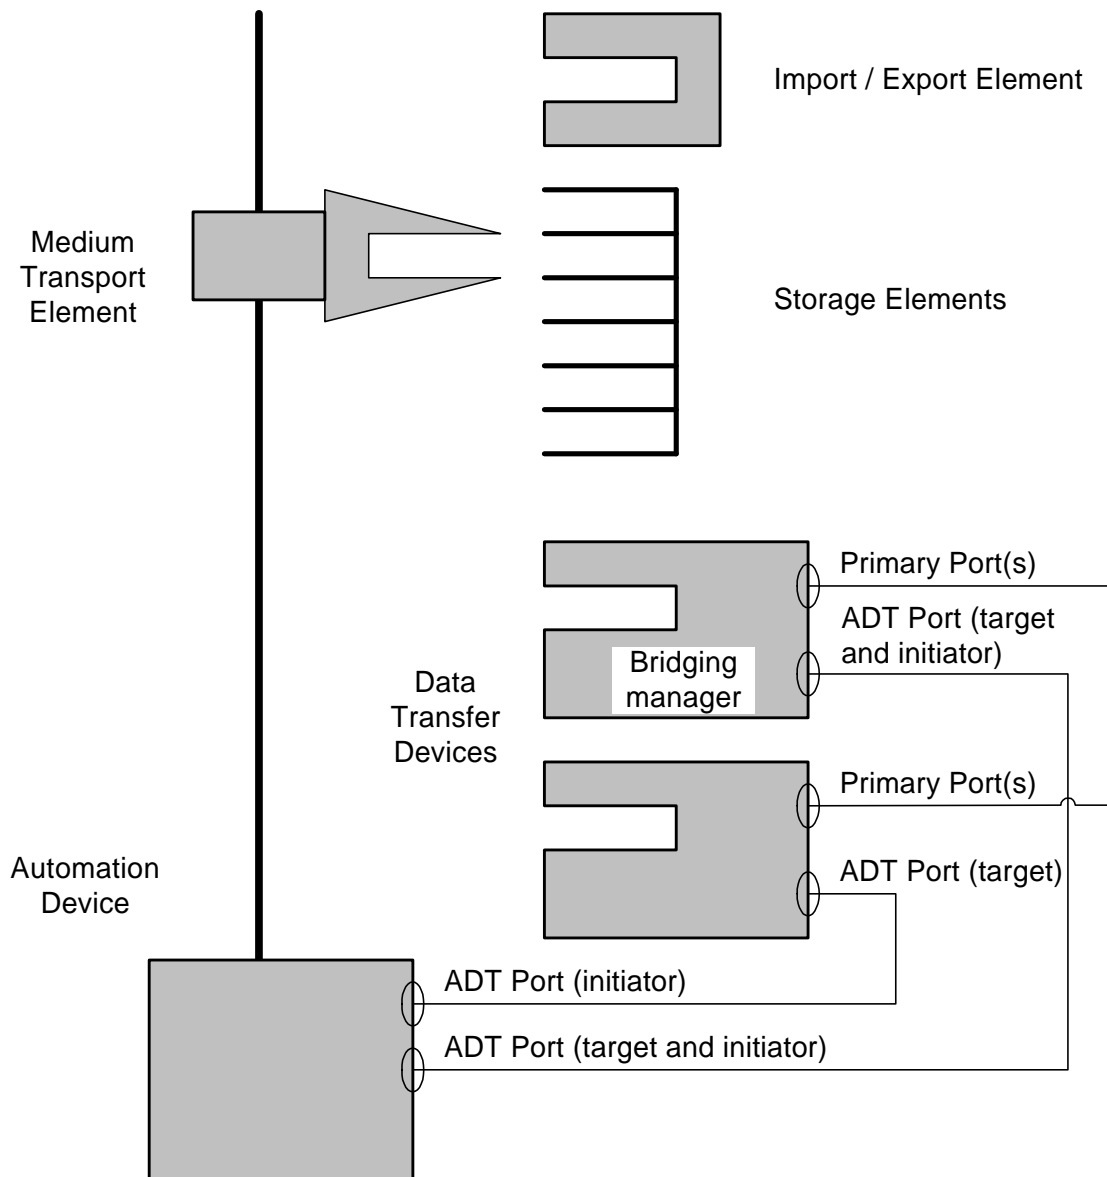 Import / Export Element
Medium
Transport
Element
Storage Elements
Primary Port(s)
ADT Port (target
and initiator)
Bridging
manager
Data
Transfer
Devices
Primary Port(s)
ADT Port (target)
Automation
Device
ADT Port (initiator)
ADT Port (target and initiator)